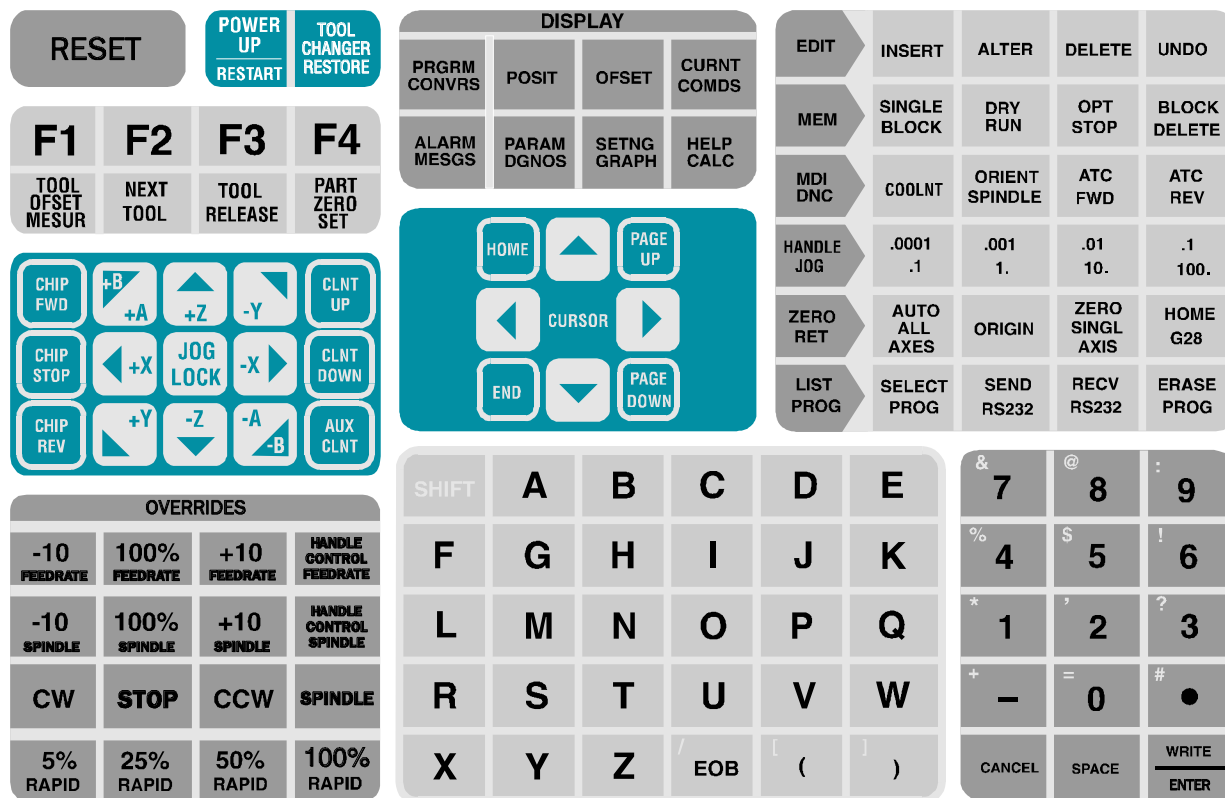 RESET
POWER
UP
RESTART
TOOL
CHANGER
RESTORE
F1
F2
F3
F4
TOOL
OFSET
MESUR
NEXT
TOOL
TOOL
RELEASE
PART
ZERO
SET
CHIP
FWD
+B
+A
+Z
-Y
CLNT
UP
CHIP
STOP
+X
JOG
LOCK
-X
CLNT
DOWN
CHIP
REV
+Y
-Z
-A
-B
AUX
CLNT
OVERRIDES
-10
FEEDRATE
100%
FEEDRATE
+10
FEEDRATE
HANDLE
CONTROL
FEEDRATE
-10
SPINDLE
100%
SPINDLE
+10
SPINDLE
HANDLE
CONTROL
SPINDLE
CW
STOP
CCW
SPINDLE
5%
RAPID
25%
RAPID
50%
RAPID
100%
RAPID
DISPLAY
PRGRM
CONVRS
POSIT
OFSET
CURNT
COMDS
ALARM
MESGS
PARAM
DGNOS
SETNG
GRAPH
HELP
CALC
HOME
PAGE
UP
CURSOR
END
PAGE
DOWN
EDIT
INSERT
ALTER
DELETE
UNDO
MEM
SINGLE
BLOCK
DRY
RUN
OPT
STOP
BLOCK
DELETE
MDI
DNC
COOLNT
ORIENT
SPINDLE
ATC
FWD
ATC
REV
HANDLE
JOG
.0001
.1
.001
1.
.01
10.
.1
100.
ZERO
RET
AUTO
ALL
AXES
ORIGIN
ZERO
SINGL
AXIS
HOME
G28
LIST
PROG
SELECT
PROG
SEND
RS232
RECV
RS232
ERASE
PROG
SHIFT
A
B
C
D
E
F
G
H
I
J
K
L
M
N
O
P
Q
R
S
T
U
V
W
X
Y
Z
/
EOB
[
(
]
)
&
7
@
8
:
9
%
4
$
5
!
6
*
1
'
2
?
3
+
–
=
0
#
●
CANCEL
SPACE
WRITE
ENTER